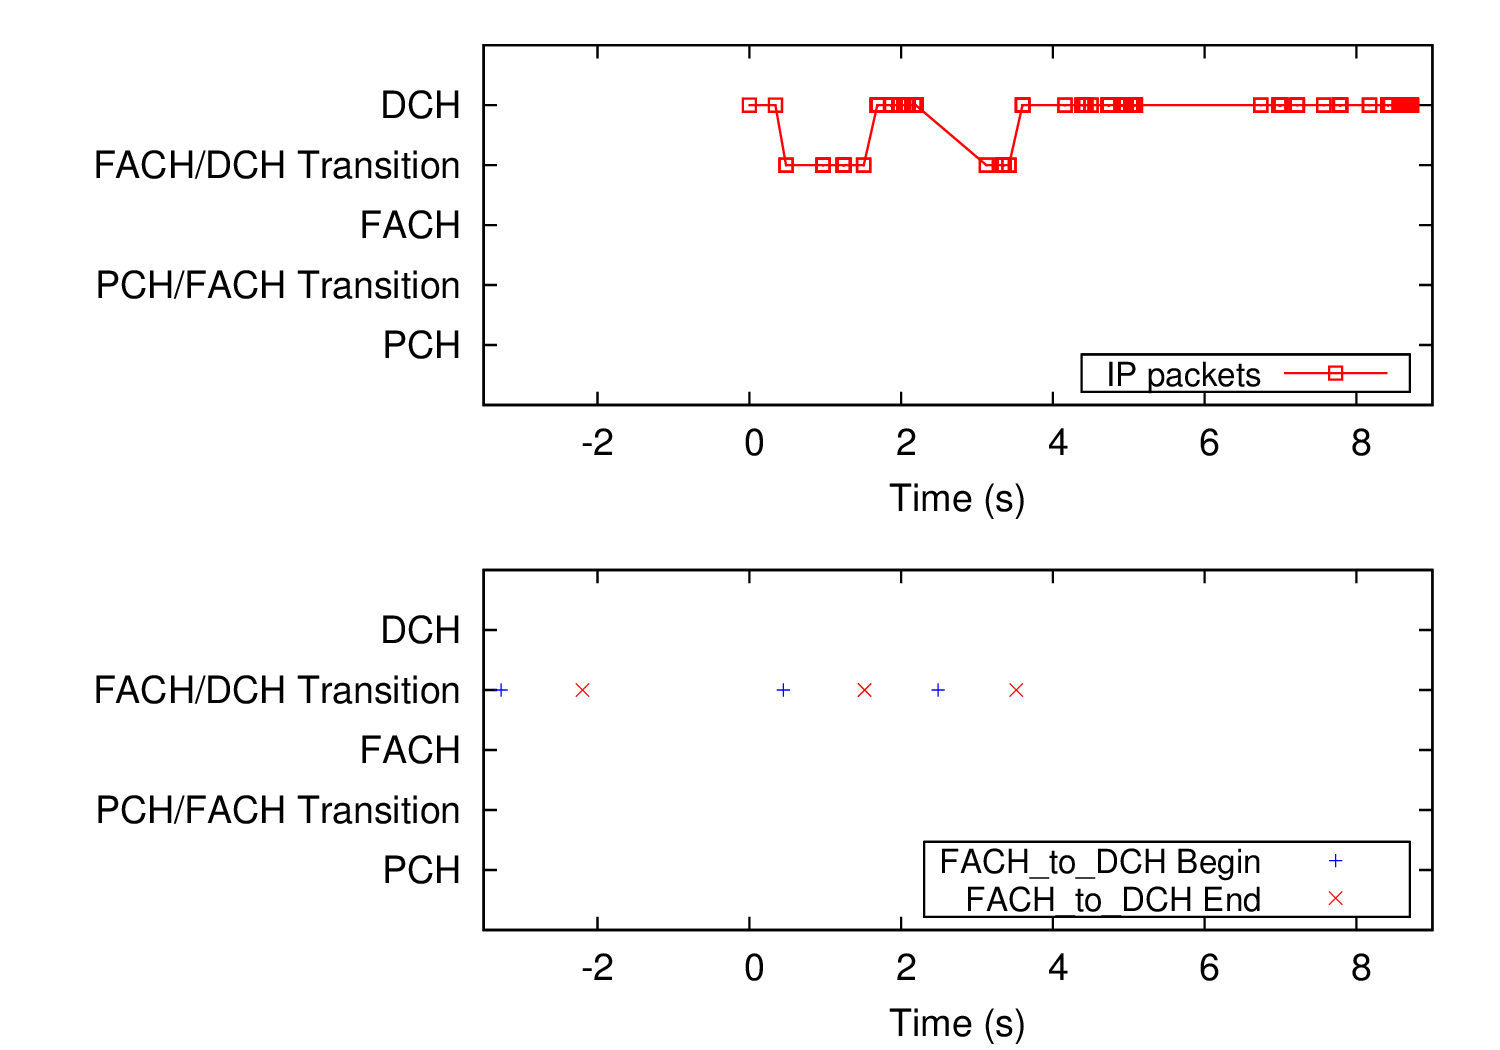 DCH
FACH/DCH Transition
FACH
PCH/FACH Transition
PCH
IP packets
-2 0 2 4 6 8
Time (s)
DCH
FACH/DCH Transition
FACH
PCH/FACH Transition
PCH
FACH_to_DCH Begin
FACH_to_DCH End
-2 0 2 4 6 8
Time (s)